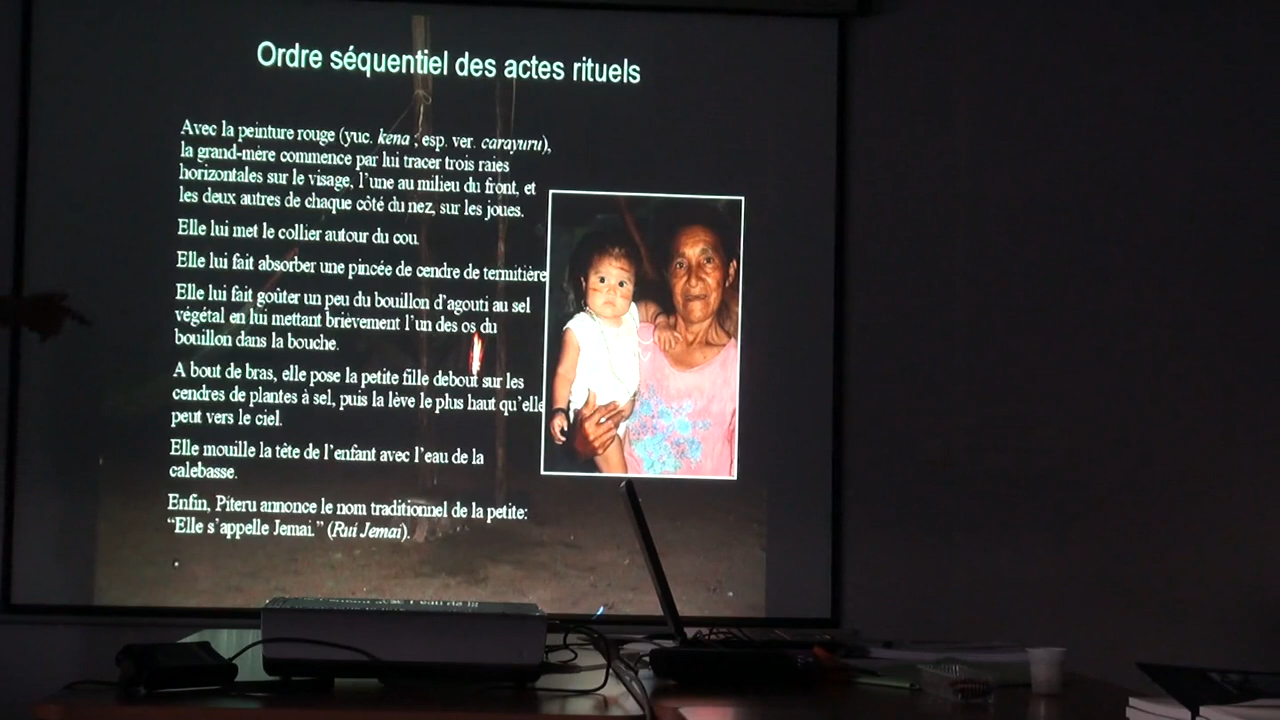 Ordre séquentiel des actes rituels
Avec la peinture rouge (yuc. kena ; esp. ver. carayuru),
la grand-mère commence par lui tracer trois raies
horizontales sur le visage, l’une au milieu du front, et
les deux autres de chaque côté du nez, sur les joues.
Elle lui met le collier autour du cou.
Elle lui fait absorber une pincée de cendre de termitière
Elle lui fait goûter un peu du bouillon d’agouti au sel
végétal en lui mettant brièvement l’un des os du
bouillon dans la bouche.
A bout de bras, elle pose la petite fille debout sur les
cendres de plantes à sel, puis la lève le plus haut qu’elle
peut vers le ciel.
Elle mouille la tête de l’enfant avec l’eau de la
calebasse.
Enfin, Piteru annonce le nom traditionnel de la petite:
“Elle s’appelle Jemai.” (Rui Jemai).